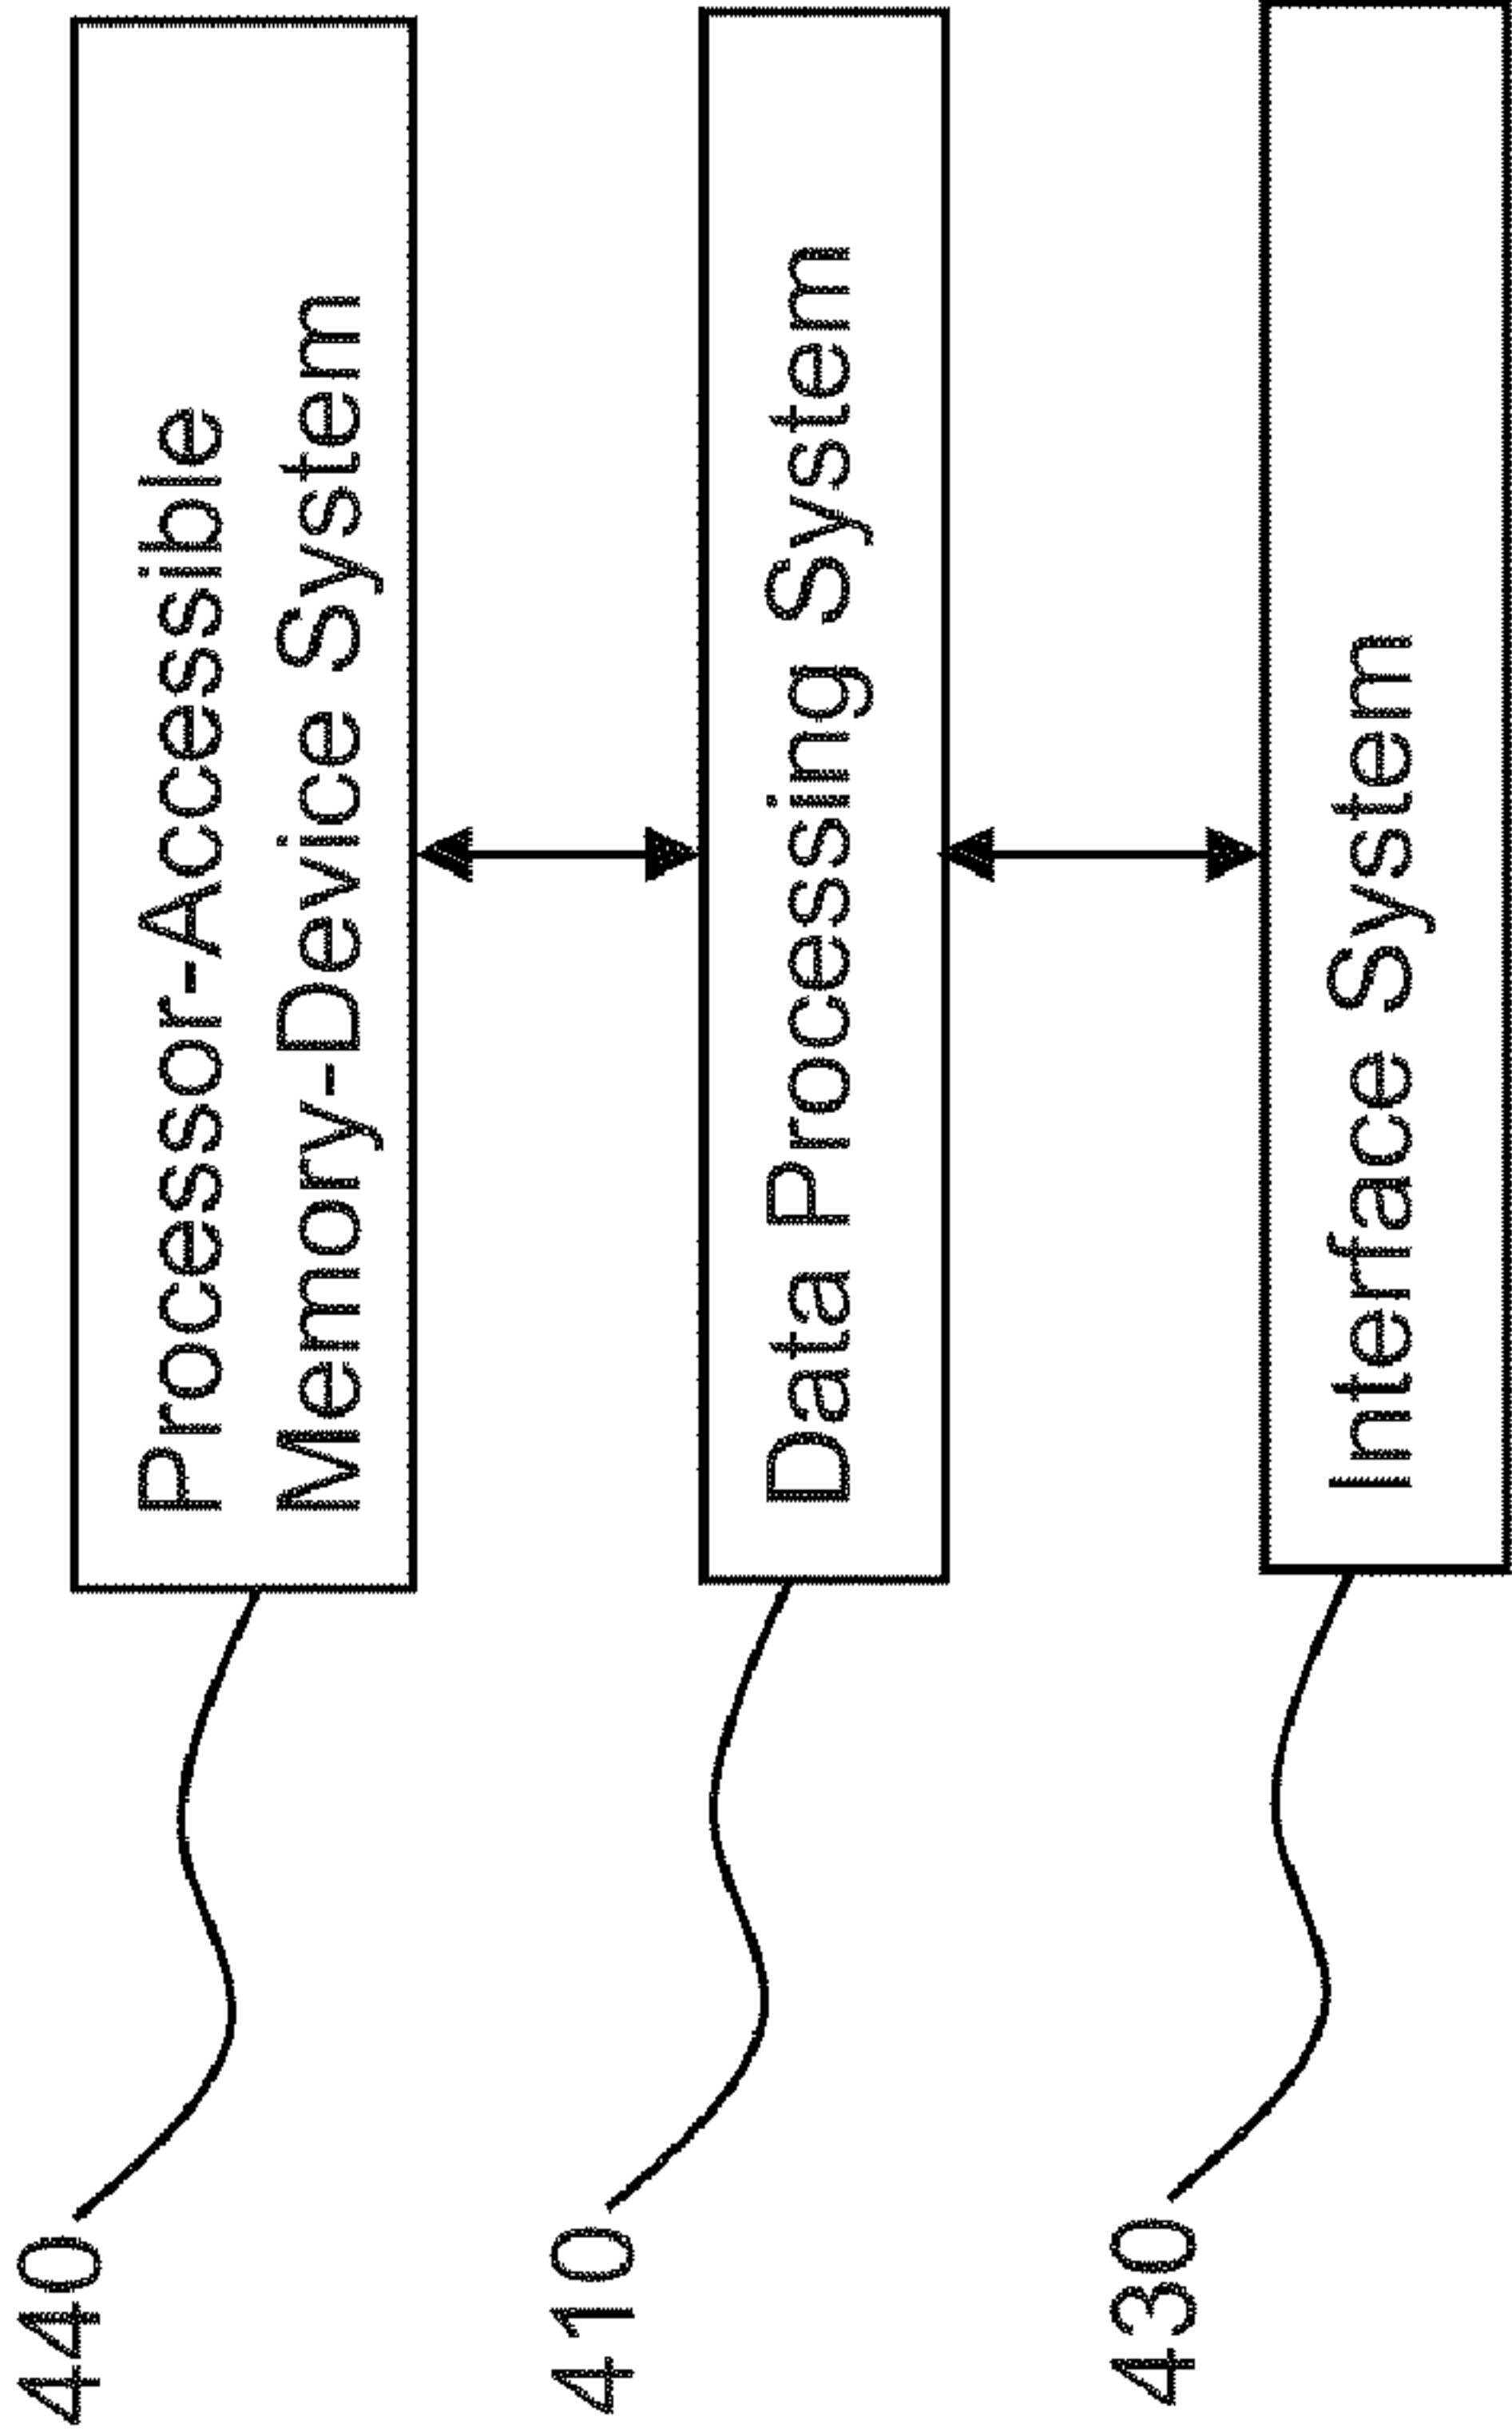 440
Processor-Accessible
Memory-Device System
410
Data Processing System
430
Interface System